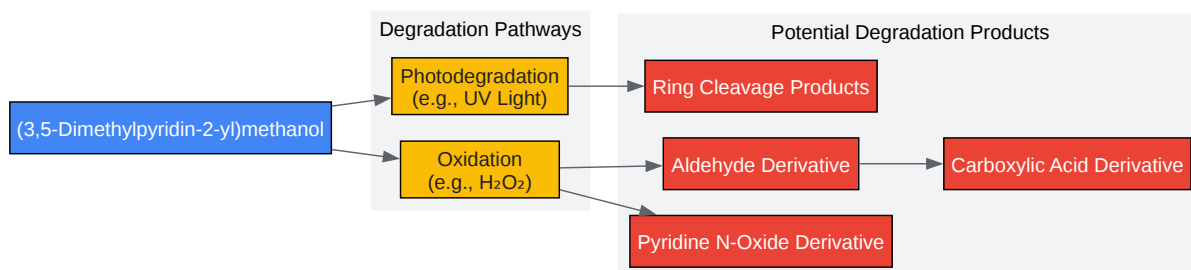 Degradation Pathways
Potential Degradation Products
Photodegradation
(e.g., UV Light)
Ring Cleavage Products
(3,5-Dimethylpyridin-2-yl)methanol
Oxidation
(e.g., H₂O₂)
Aldehyde Derivative
Carboxylic Acid Derivative
Pyridine N-Oxide Derivative